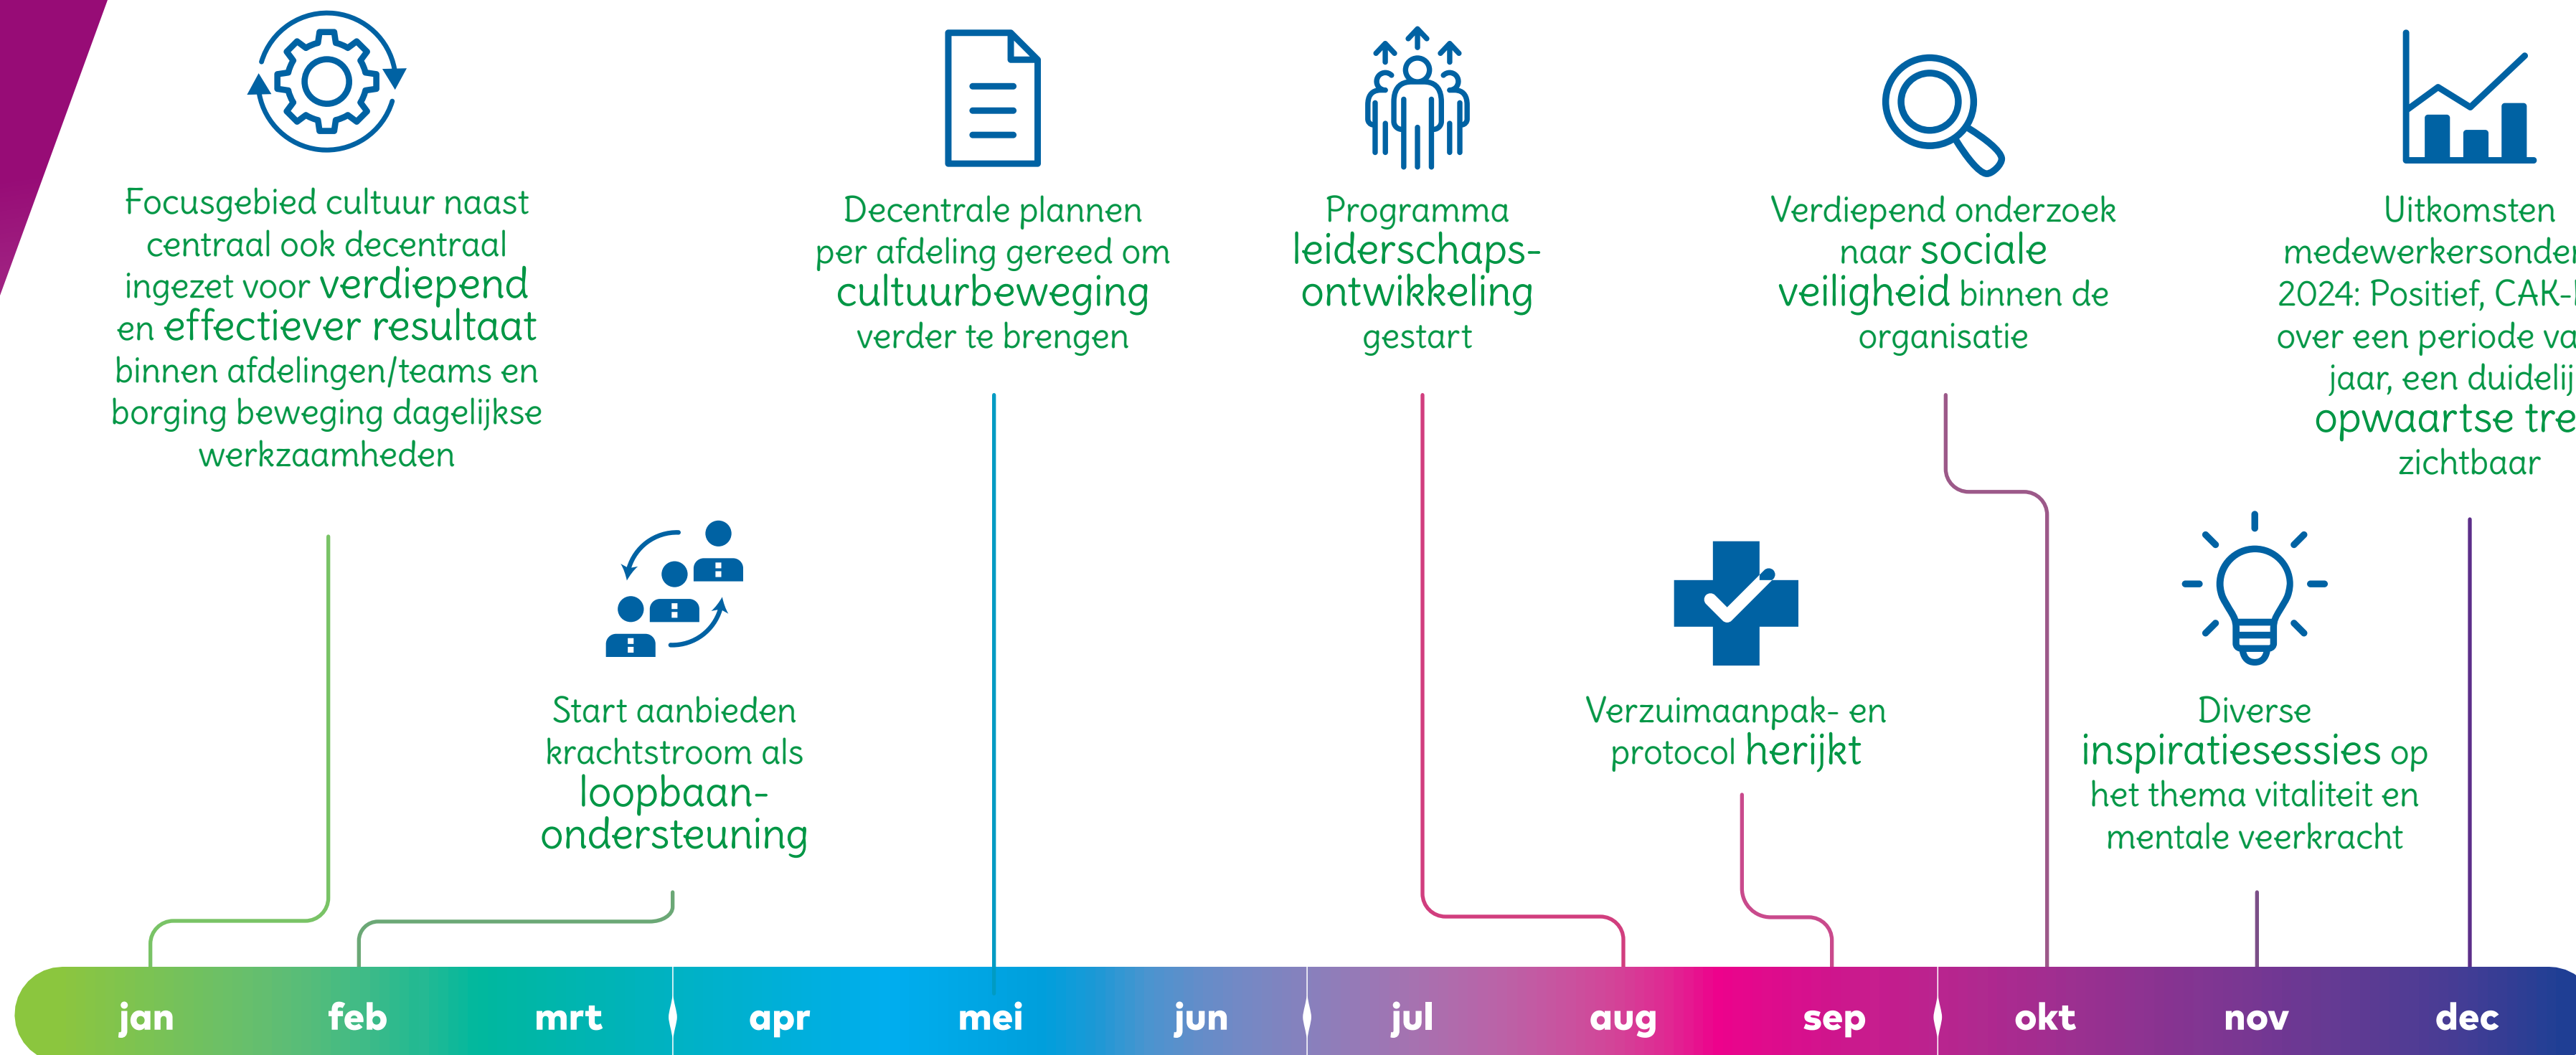 Focusgebied cultuur naast
centraal ook decentraal
ingezet voor verdiepend
en effectiever resultaat
binnen afdelingen/teams en
borging beweging dagelijkse
werkzaamheden
Start aanbieden
krachtstroom als
loopbaan-
ondersteuning
Decentrale plannen
per afdeling gereed om
cultuurbeweging
verder te brengen
Programma
leiderschaps-
ontwikkeling
gestart
Verzuimaanpak- en
protocol herijkt
Verdiepend onderzoek
naar sociale
veiligheid binnen de
organisatie
Diverse
inspiratiesessies op
het thema vitaliteit en
mentale veerkracht
Uitkomsten
2024: Positief,
over een periode
jaar, een
opwaartse
zichtbaar
jan feb mrt apr mei jun jul aug sep okt nov dec